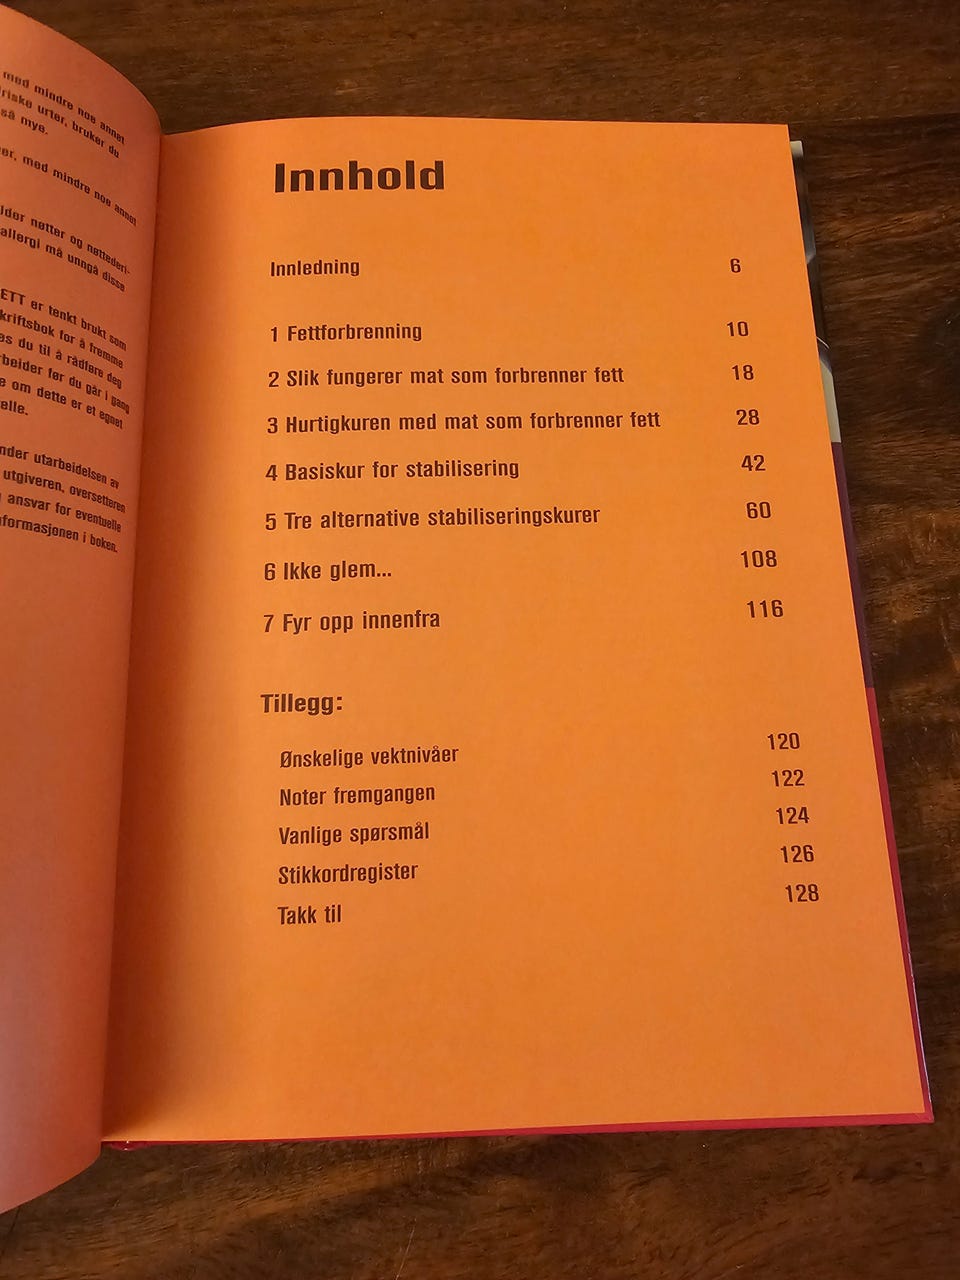 med mindre noe annet
riske urter, bruker du
så mye.
er, med mindre noe annet
ider nøtter og nøttederi-
allergi må unngå disse
ETT er tenkt brukt som
kriftsbok for å fremme
es du til å rådføre deg
rbeider før du går i gang
e om dette er et egnet
elle.
nder utarbeidelsen av
utgiveren, oversetteren
ansvar for eventuelle
nformasjonen i boken.
Innhold
Innledning 6
1 Fettforbrenning 10
2 Slik fungerer mat som forbrenner fett 18
3 Hurtigkuren med mat som forbrenner fett 28
4 Basiskur for stabilisering 42
5 Tre alternative stabiliseringskurer 60
6 Ikke glem... 108
7 Fyr opp innenfra 116
Tillegg:
Ønskelige vektnivåer 120
Noter fremgangen 122
Vanlige spørsmål 124
Stikkordregister 126
Takk til 128